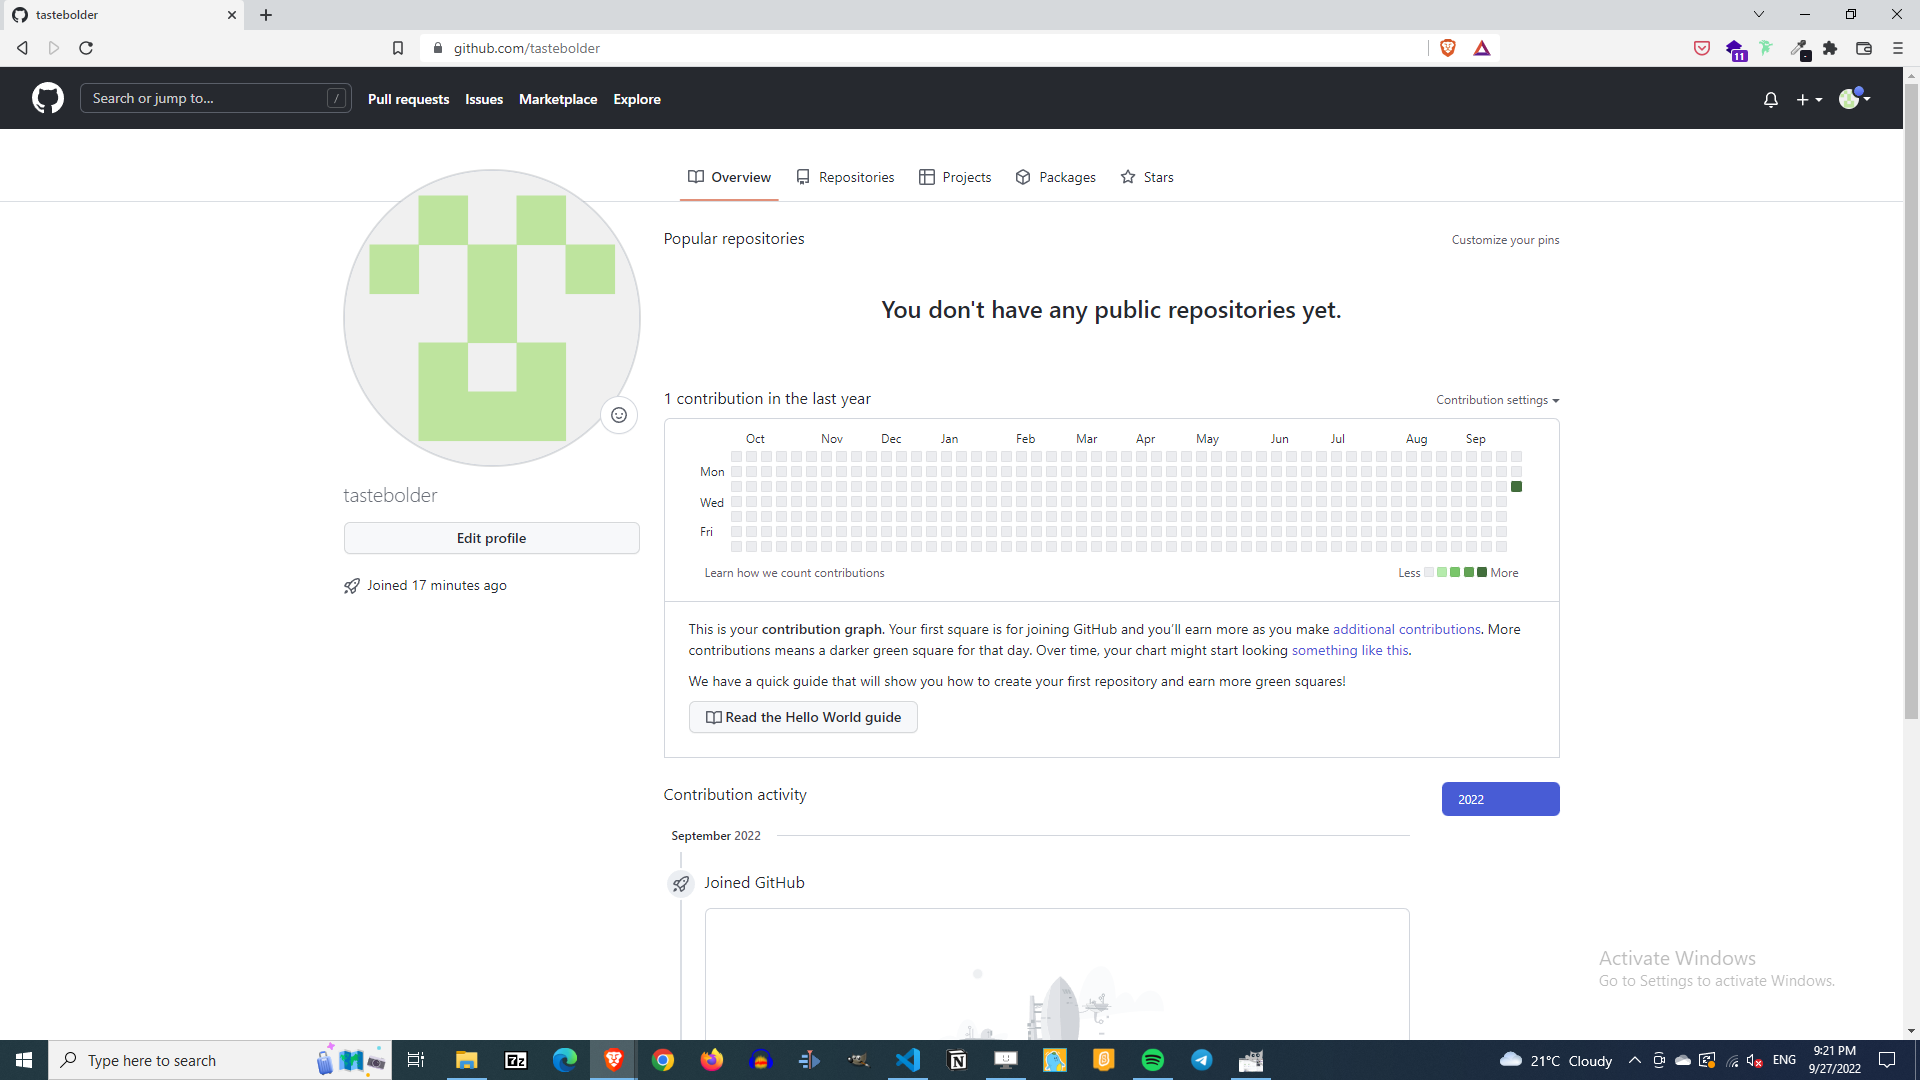 tastebolder
github.com/tastebolder
11
Search or jump to...
/
Pull requests
Issues
Marketplace
Explore
Overview
Repositories
Projects
Packages
Stars
Popular repositories
Customize your pins
You don't have any public repositories yet.
1 contribution in the last year
Contribution settings
Oct Nov Dec Jan Feb Mar Apr May Jun Jul Aug Sep
Mon
Wed
Fri
Learn how we count contributions
Less
More
tastebolder
Edit profile
Joined 17 minutes ago
This is your contribution graph. Your first square is for joining GitHub and you’ll earn more as you make additional contributions. More
contributions means a darker green square for that day. Over time, your chart might start looking something like this.
We have a quick guide that will show you how to create your first repository and earn more green squares!
Read the Hello World guide
Contribution activity
2022
September 2022
Joined GitHub
Activate Windows
Go to Settings to activate Windows.
Type here to search
7z
21°C Cloudy
ENG
9:21 PM
9/27/2022